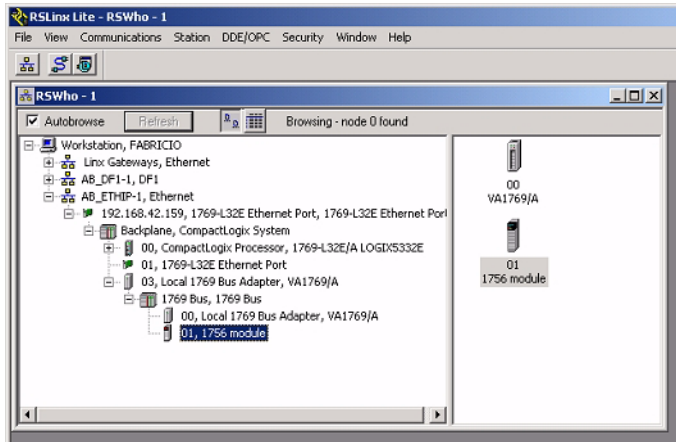 RSLinx Lite - RSWho - 1
File View Communications Station DDE/OPC Security Window Help
RSWho - 1
Autobrowse Refresh Browsing - node 0 found
Workstation, FABRICIO
Linx Gateways, Ethernet
AB_DF1-1, DF1
AB_ETHIP-1, Ethernet
192.168.42.159, 1769-L32E Ethernet Port, 1769-L32E Ethernet Port
Backplane, CompactLogix System
00, CompactLogix Processor, 1769-L32E/A LOGIX5332E
01, 1769-L32E Ethernet Port
03, Local 1769 Bus Adapter, VA1769/A
1769 Bus, 1769 Bus
00, Local 1769 Bus Adapter, VA1769/A
01, 1756 module
00
VA1769/A
01
1756 module